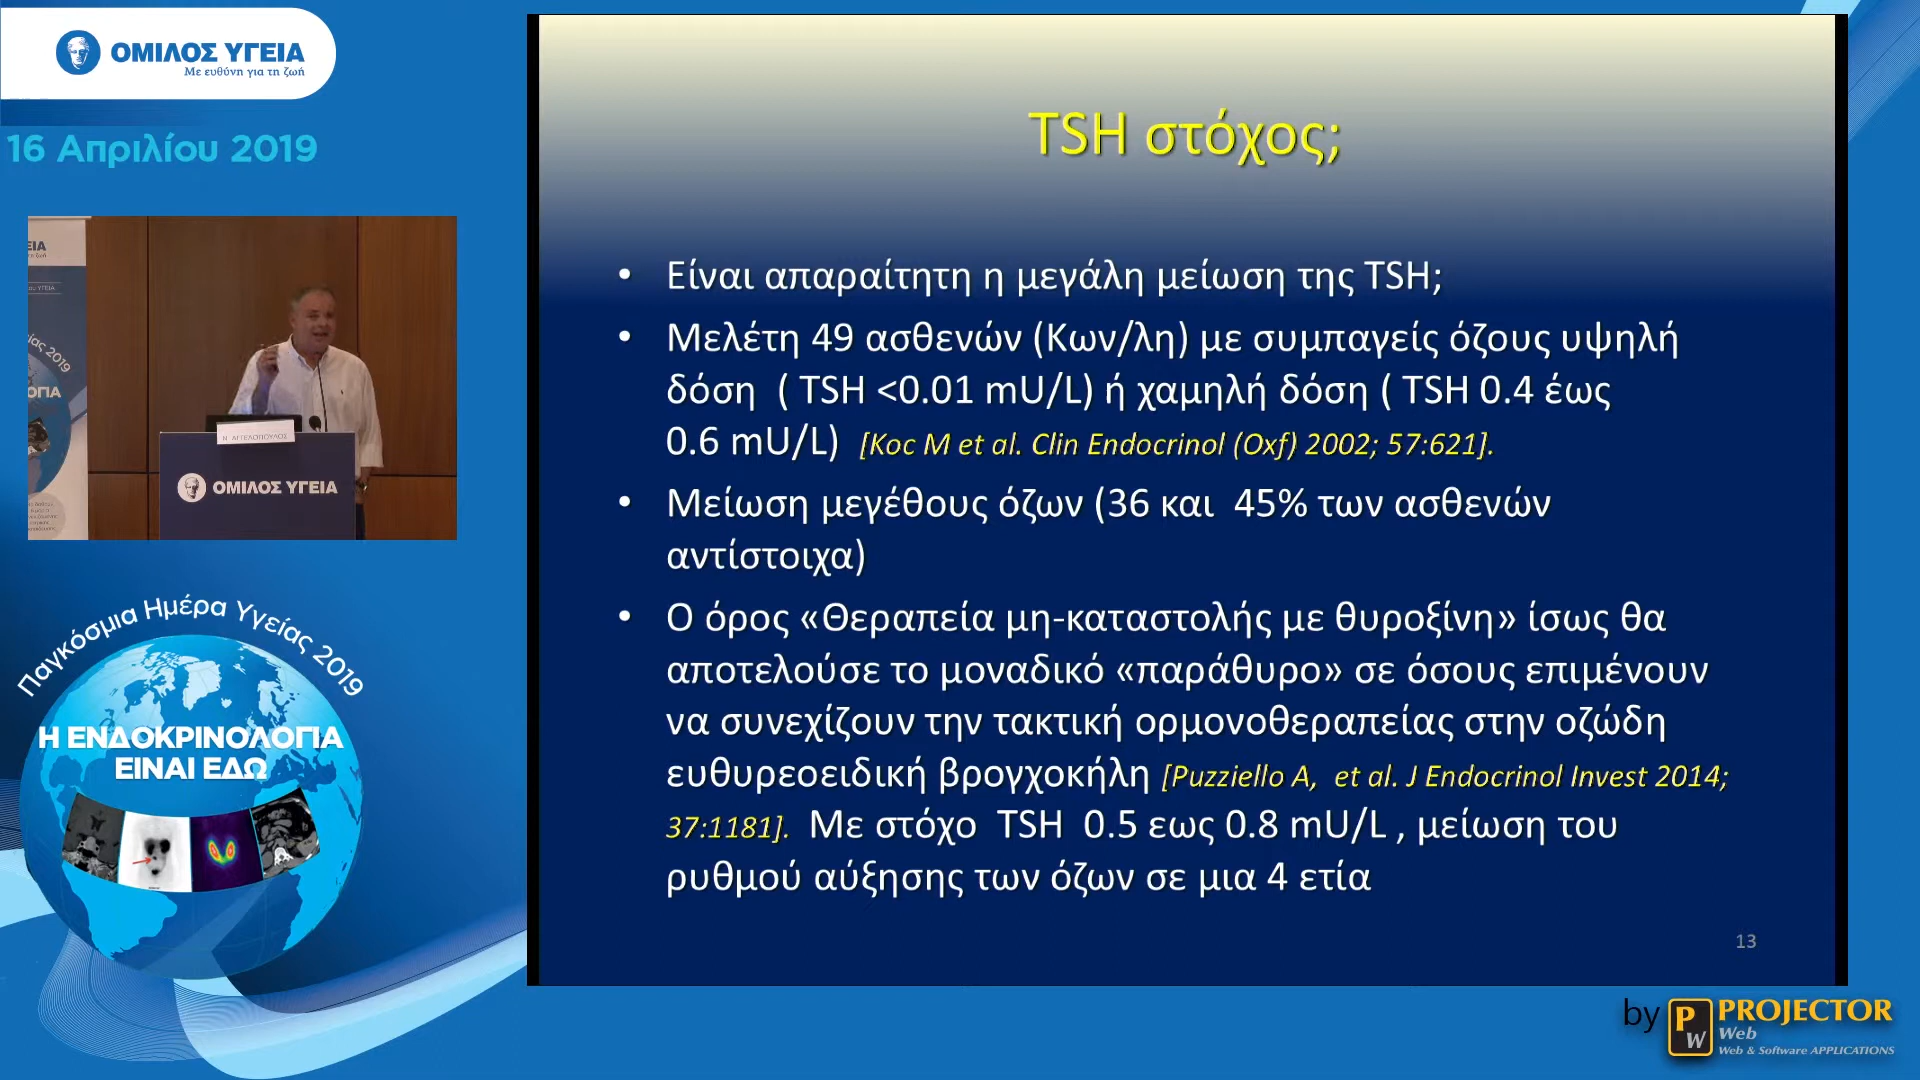 ΟΜΙΛΟΣ ΥΓΕΙΑ
Με ευθύνη για τη ζωή
16 Απριλίου 2019
ΕΙΑ
Ν. ΑΓΓΕΛΟΠΟΥΛΟΣ
ΟΜΙΛΟΣ ΥΓΕΙΑ
Παγκόσμια Ημέρα Υγείας 2019
Η ΕΝΔΟΚΡΙΝΟΛΟΓΙΑ
ΕΙΝΑΙ ΕΔΩ
TSH στόχος;
• Είναι απαραίτητη η μεγάλη μείωση της TSH;
• Μελέτη 49 ασθενών (Κων/λη) με συμπαγείς όζους υψηλή
δόση ( TSH <0.01 mU/L) ή χαμηλή δόση ( TSH 0.4 έως
0.6 mU/L) [Koc M et al. Clin Endocrinol (Oxf) 2002; 57:621].
• Μείωση μεγέθους όζων (36 και 45% των ασθενών
αντίστοιχα)
• Ο όρος «Θεραπεία μη-καταστολής με θυροξίνη» ίσως θα
αποτελούσε το μοναδικό «παράθυρο» σε όσους επιμένουν
να συνεχίζουν την τακτική ορμονοθεραπείας στην οζώδη
ευθυρεοειδική βρογχοκήλη [Puzziello A, et al. J Endocrinol Invest 2014;
37:1181]. Με στόχο TSH 0.5 εως 0.8 mU/L , μείωση του
ρυθμού αύξησης των όζων σε μια 4 ετία
13
by PW PROJECTOR
Web
Web & Software APPLICATIONS